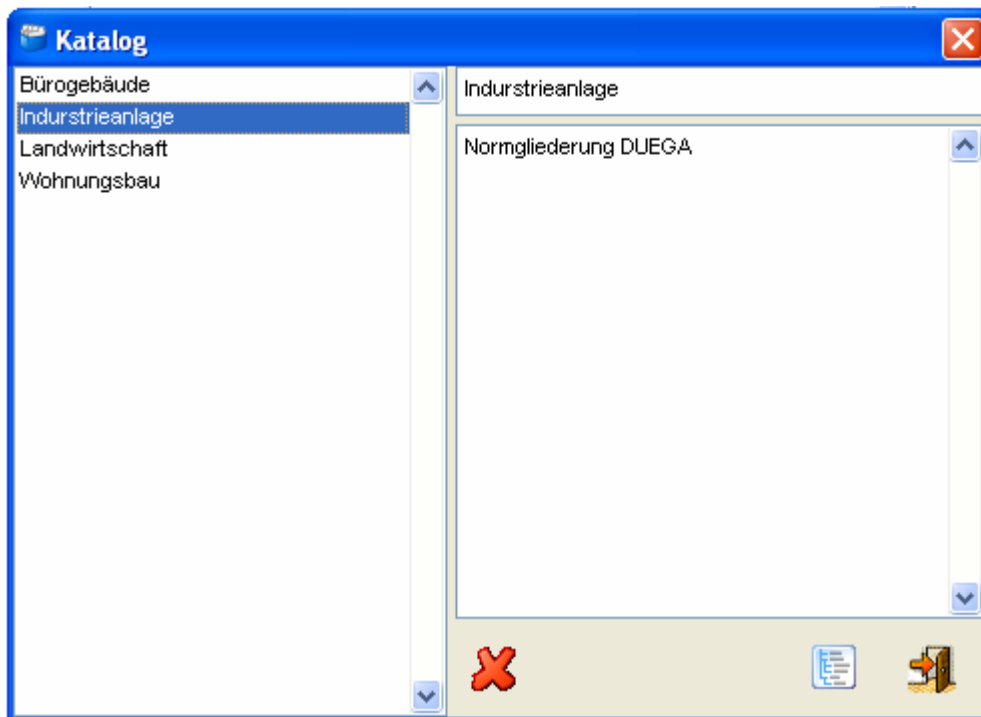 Katalog
Bürogebäude
Indurstrieanlage
Landwirtschaft
Wohnungsbau
Indurstrieanlage
Normgliederung DUEGA